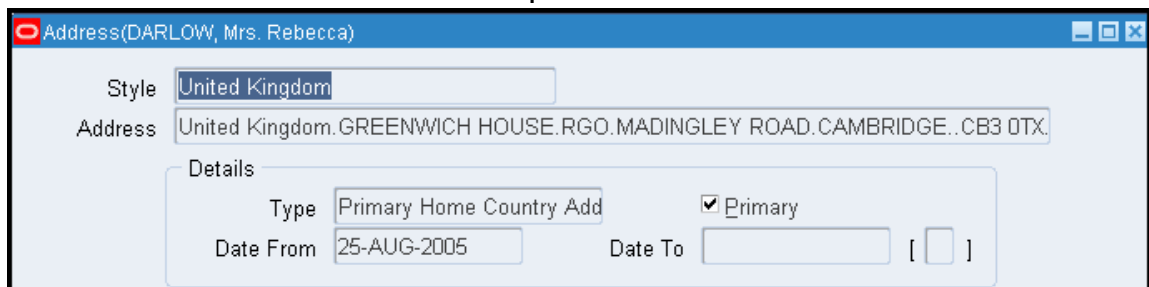 Address(DARLOW, Mrs. Rebecca)
Style United Kingdom
Address United Kingdom.GREENWICH HOUSE.RGO.MADINGLEY ROAD.CAMBRIDGE..CB3 0TX.
Details
Type Primary Home Country Add Primary
Date From 25-AUG-2005 Date To [ ]